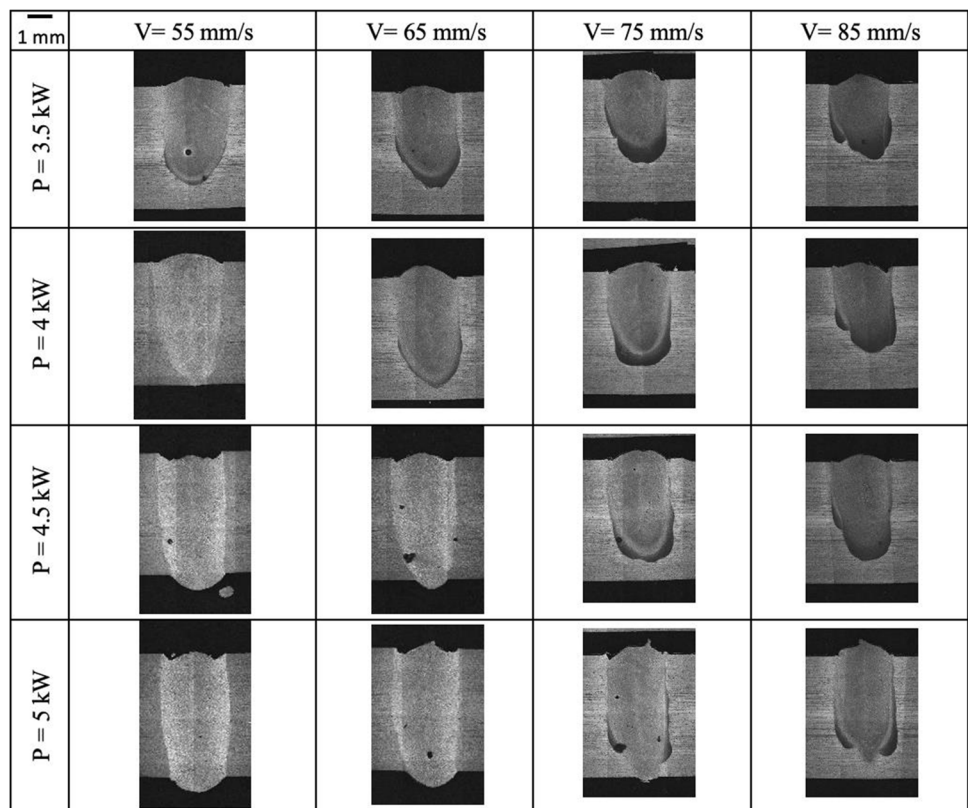 1 mm
V= 55 mm/s
V= 65 mm/s
V= 75 mm/s
V= 85 mm/s
P = 3.5 kW
P = 4 kW
P = 4.5 kW
P = 5 kW